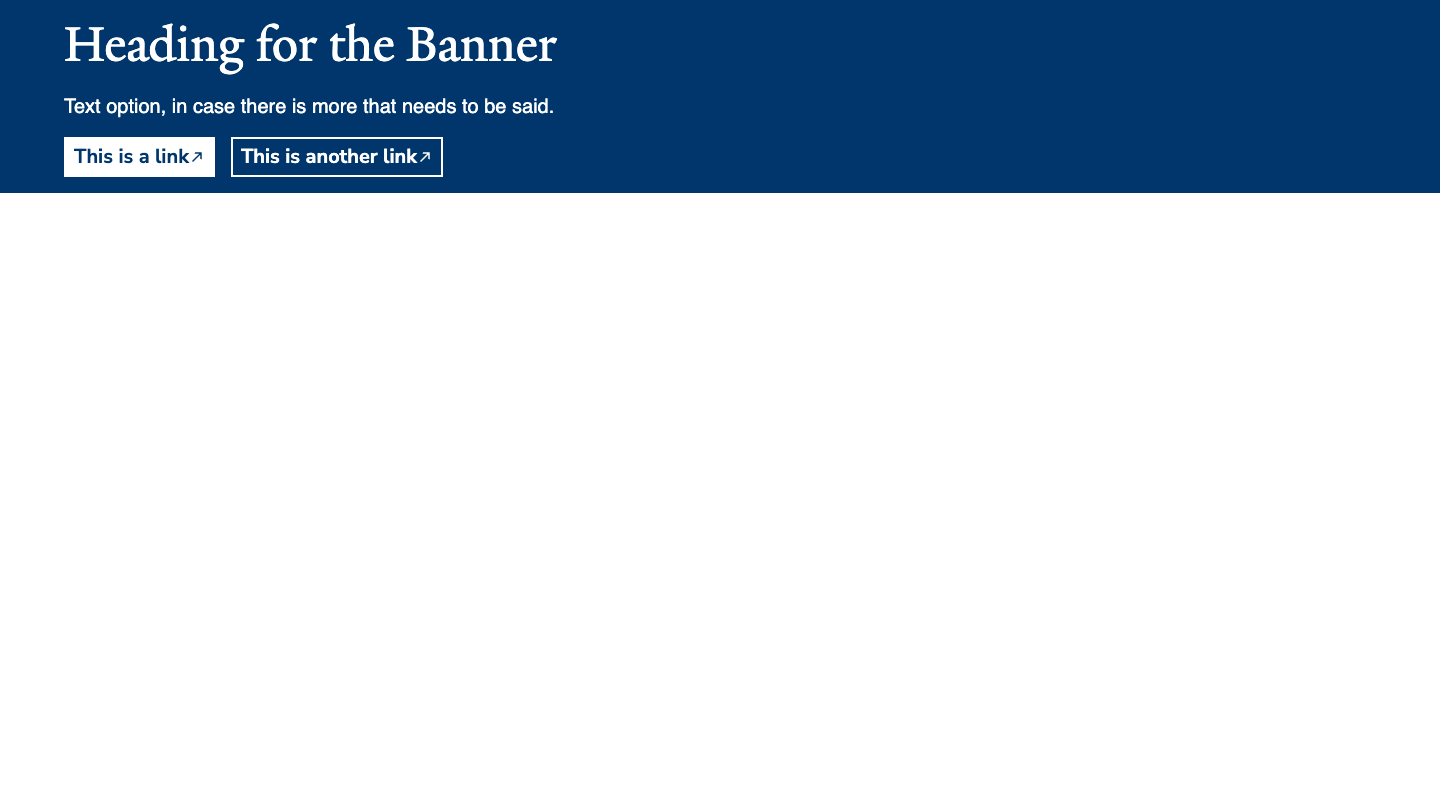 Heading for the Banner
Text option, in case there is more that needs to be said.
This is a link↗ This is another link↗